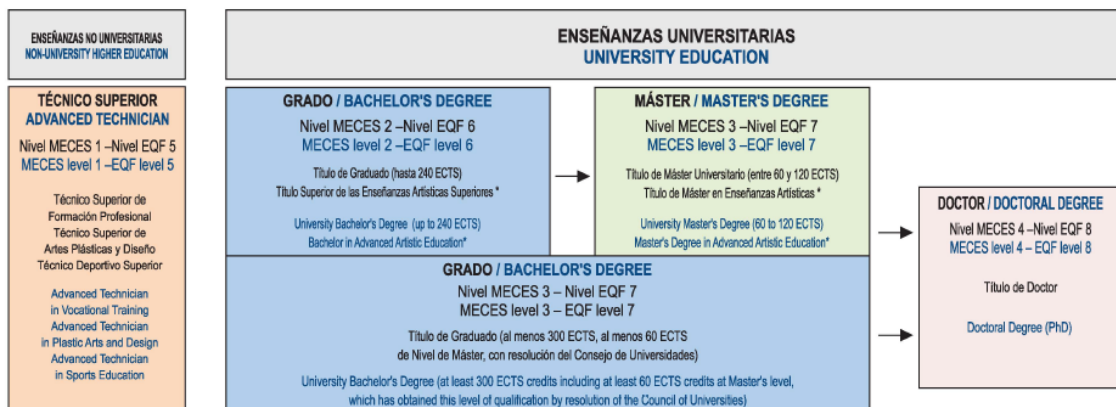 ENSEÑANZAS NO UNIVERSITARIAS
NON-UNIVERSITY HIGHER EDUCATION
TÉCNICO SUPERIOR
ADVANCED TECHNICIAN
Nivel MECES 1 –Nivel EQF 5
MECES level 1 –EQF level 5
Técnico Superior de
Formación Profesional
Técnico Superior de
Artes Plásticas y Diseño
Técnico Deportivo Superior
Advanced Technician
in Vocational Training
Advanced Technician
in Plastic Arts and Design
Advanced Technician
in Sports Education
ENSEÑANZAS UNIVERSITARIAS
UNIVERSITY EDUCATION
GRADO / BACHELOR'S DEGREE
Nivel MECES 2 –Nivel EQF 6
MECES level 2 –EQF level 6
Título de Graduado (hasta 240 ECTS)
Título Superior de las Enseñanzas Artísticas Superiores *
University Bachelor's Degree (up to 240 ECTS)
Bachelor in Advanced Artistic Education*
MÁSTER / MASTER'S DEGREE
Nivel MECES 3 –Nivel EQF 7
MECES level 3 –EQF level 7
Título de Máster Universitario (entre 60 y 120 ECTS)
Título de Máster en Enseñanzas Artísticas *
University Master's Degree (60 to 120 ECTS)
Master's Degree in Advanced Artistic Education*
GRADO / BACHELOR'S DEGREE
Nivel MECES 3 – Nivel EQF 7
MECES level 3 – EQF level 7
Título de Graduado (al menos 300 ECTS, al menos 60 ECTS
de Nivel de Máster, con resolución del Consejo de Universidades)
University Bachelor's Degree (at least 300 ECTS credits including at least 60 ECTS credits at Master's level,
which has obtained this level of qualification by resolution of the Council of Universities)
DOCTOR / DOCTORAL DEGREE
Nivel MECES 4 –Nivel EQF 8
MECES level 4 – EQF level 8
Título de Doctor
Doctoral Degree (PhD)